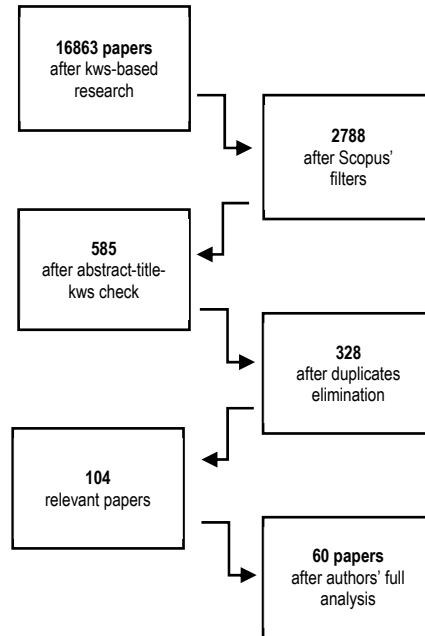 16863 papers
after kws-based
research
2788
after Scopus'
filters
585
after abstract-title-
kws check
328
after duplicates
elimination
104
relevant papers
60 papers
after authors' full
analysis